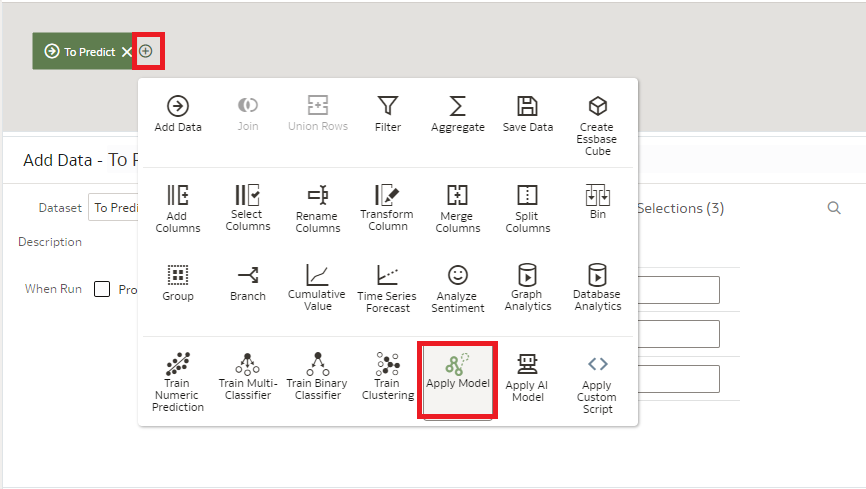 To Predict
Add Data
Join
Union Rows
Filter
Aggregate
Save Data
Create
Essbase
Cube
Add Data - To P
Dataset
To Predi
Selections (3)
Description
When Run
Pro
Add
Columns
Select
Columns
Rename
Columns
Transform
Column
Merge
Columns
Split
Columns
Bin
Group
Branch
Cumulative
Value
Time Series
Forecast
Analyze
Sentiment
Graph
Analytics
Database
Analytics
Train
Numeric
Prediction
Train Multi-
Classifier
Train Binary
Classifier
Train
Clustering
Apply Model
Apply AI
Model
Apply
Custom
Script